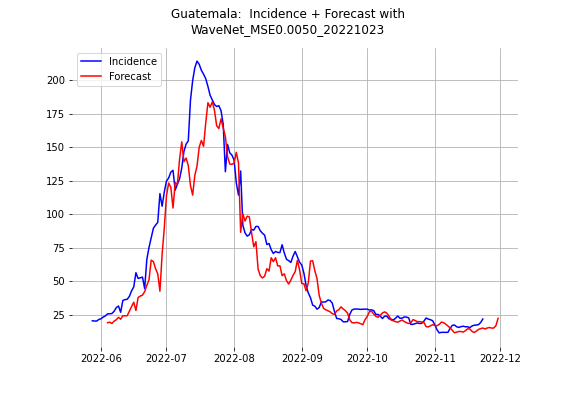 Guatemala:  Incidence + Forecast with
WaveNet_MSE0.0050_20221023
Incidence
Forecast
200
175
150
125
100
75
50
25
2022-06 2022-07 2022-08 2022-09 2022-10 2022-11 2022-12